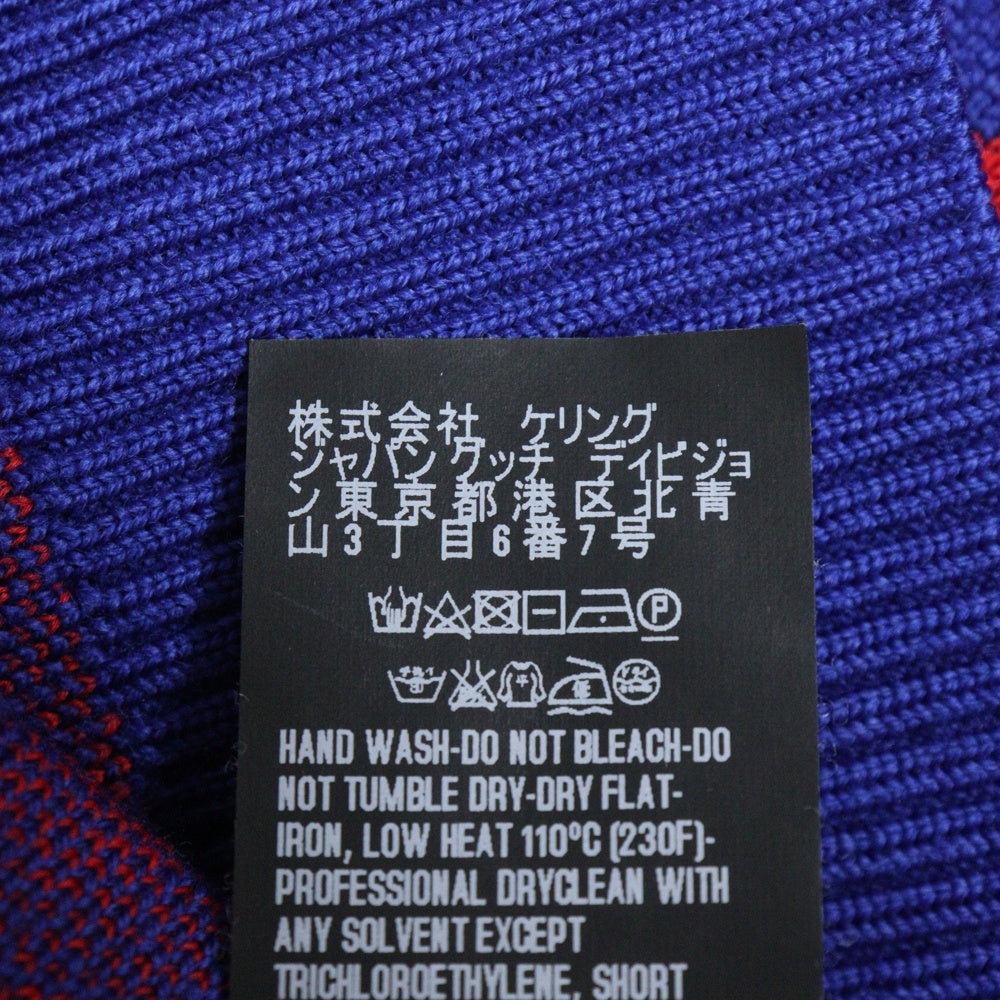 株式会社 ケリング
ジャパン グッチ ディビジョ
ン東京都港区北青
山3丁目6番7号
P
HAND WASH-DO NOT BLEACH-DO
NOT TUMBLE DRY-DRY FLAT-
IRON, LOW HEAT 110°C (230F)-
PROFESSIONAL DRYCLEAN WITH
ANY SOLVENT EXCEPT
TRICHLOROETHYLENE, SHORT